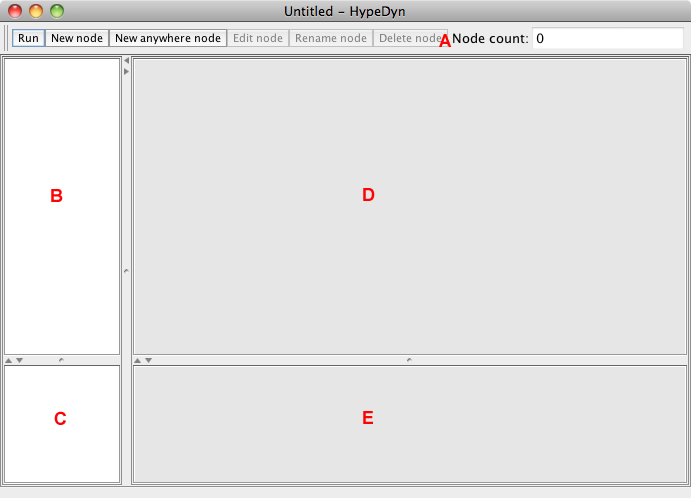 Untitled – HypeDyn
Run New node New anywhere node Edit node Rename node Delete node A Node count: 0
B
D
C
E